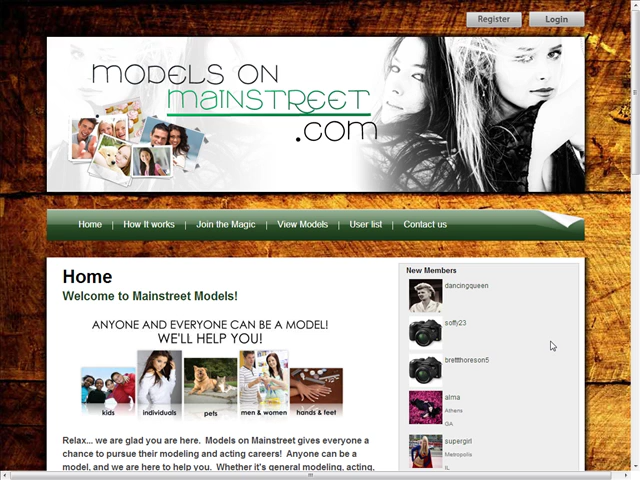 Register Login
MODELS ON
MAINSTREET
.COM
Home | How It works | Join the Magic | View Models | User list | Contact us
Home
Welcome to Mainstreet Models!
ANYONE AND EVERYONE CAN BE A MODEL!
WE'LL HELP YOU!
kids individuals pets men & women hands & feet
Relax... we are glad you are here. Models on Mainstreet gives everyone a
chance to pursue their modeling and acting careers! Anyone can be a
model, and we are here to help you. Whether it's general modeling, acting,
New Members
dancingqueen
soffy23
brettthoreson5
alma
Athens
GA
supergirl
Metropolis
IL